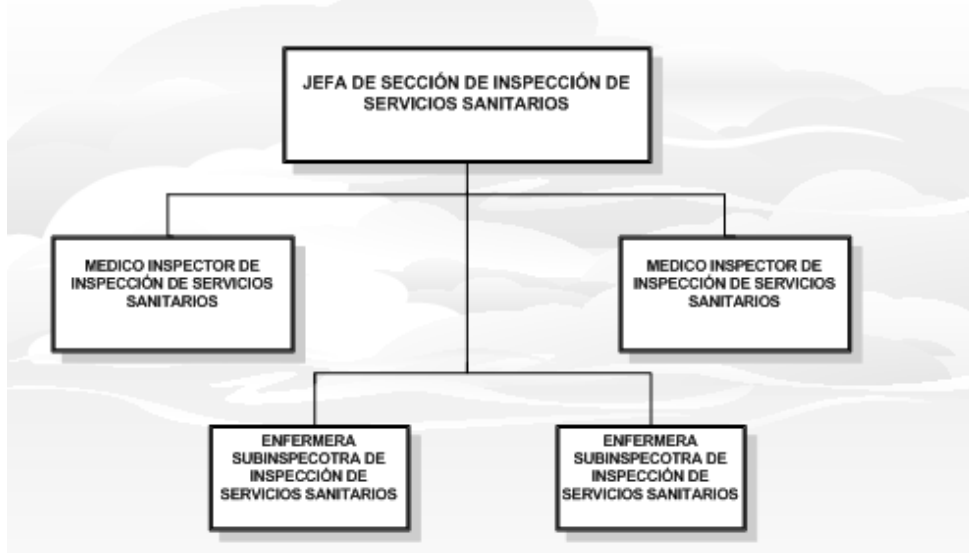 JEFA DE SECCIÓN DE INSPECCIÓN DE
SERVICIOS SANITARIOS
MEDICO INSPECTOR DE
INSPECCIÓN DE SERVICIOS
SANITARIOS
MEDICO INSPECTOR DE
INSPECCIÓN DE SERVICIOS
SANITARIOS
ENFERMERA
SUBINSPECOTRA DE
INSPECCIÓN DE
SERVICIOS SANITARIOS
ENFERMERA
SUBINSPECOTRA DE
INSPECCIÓN DE
SERVICIOS SANITARIOS